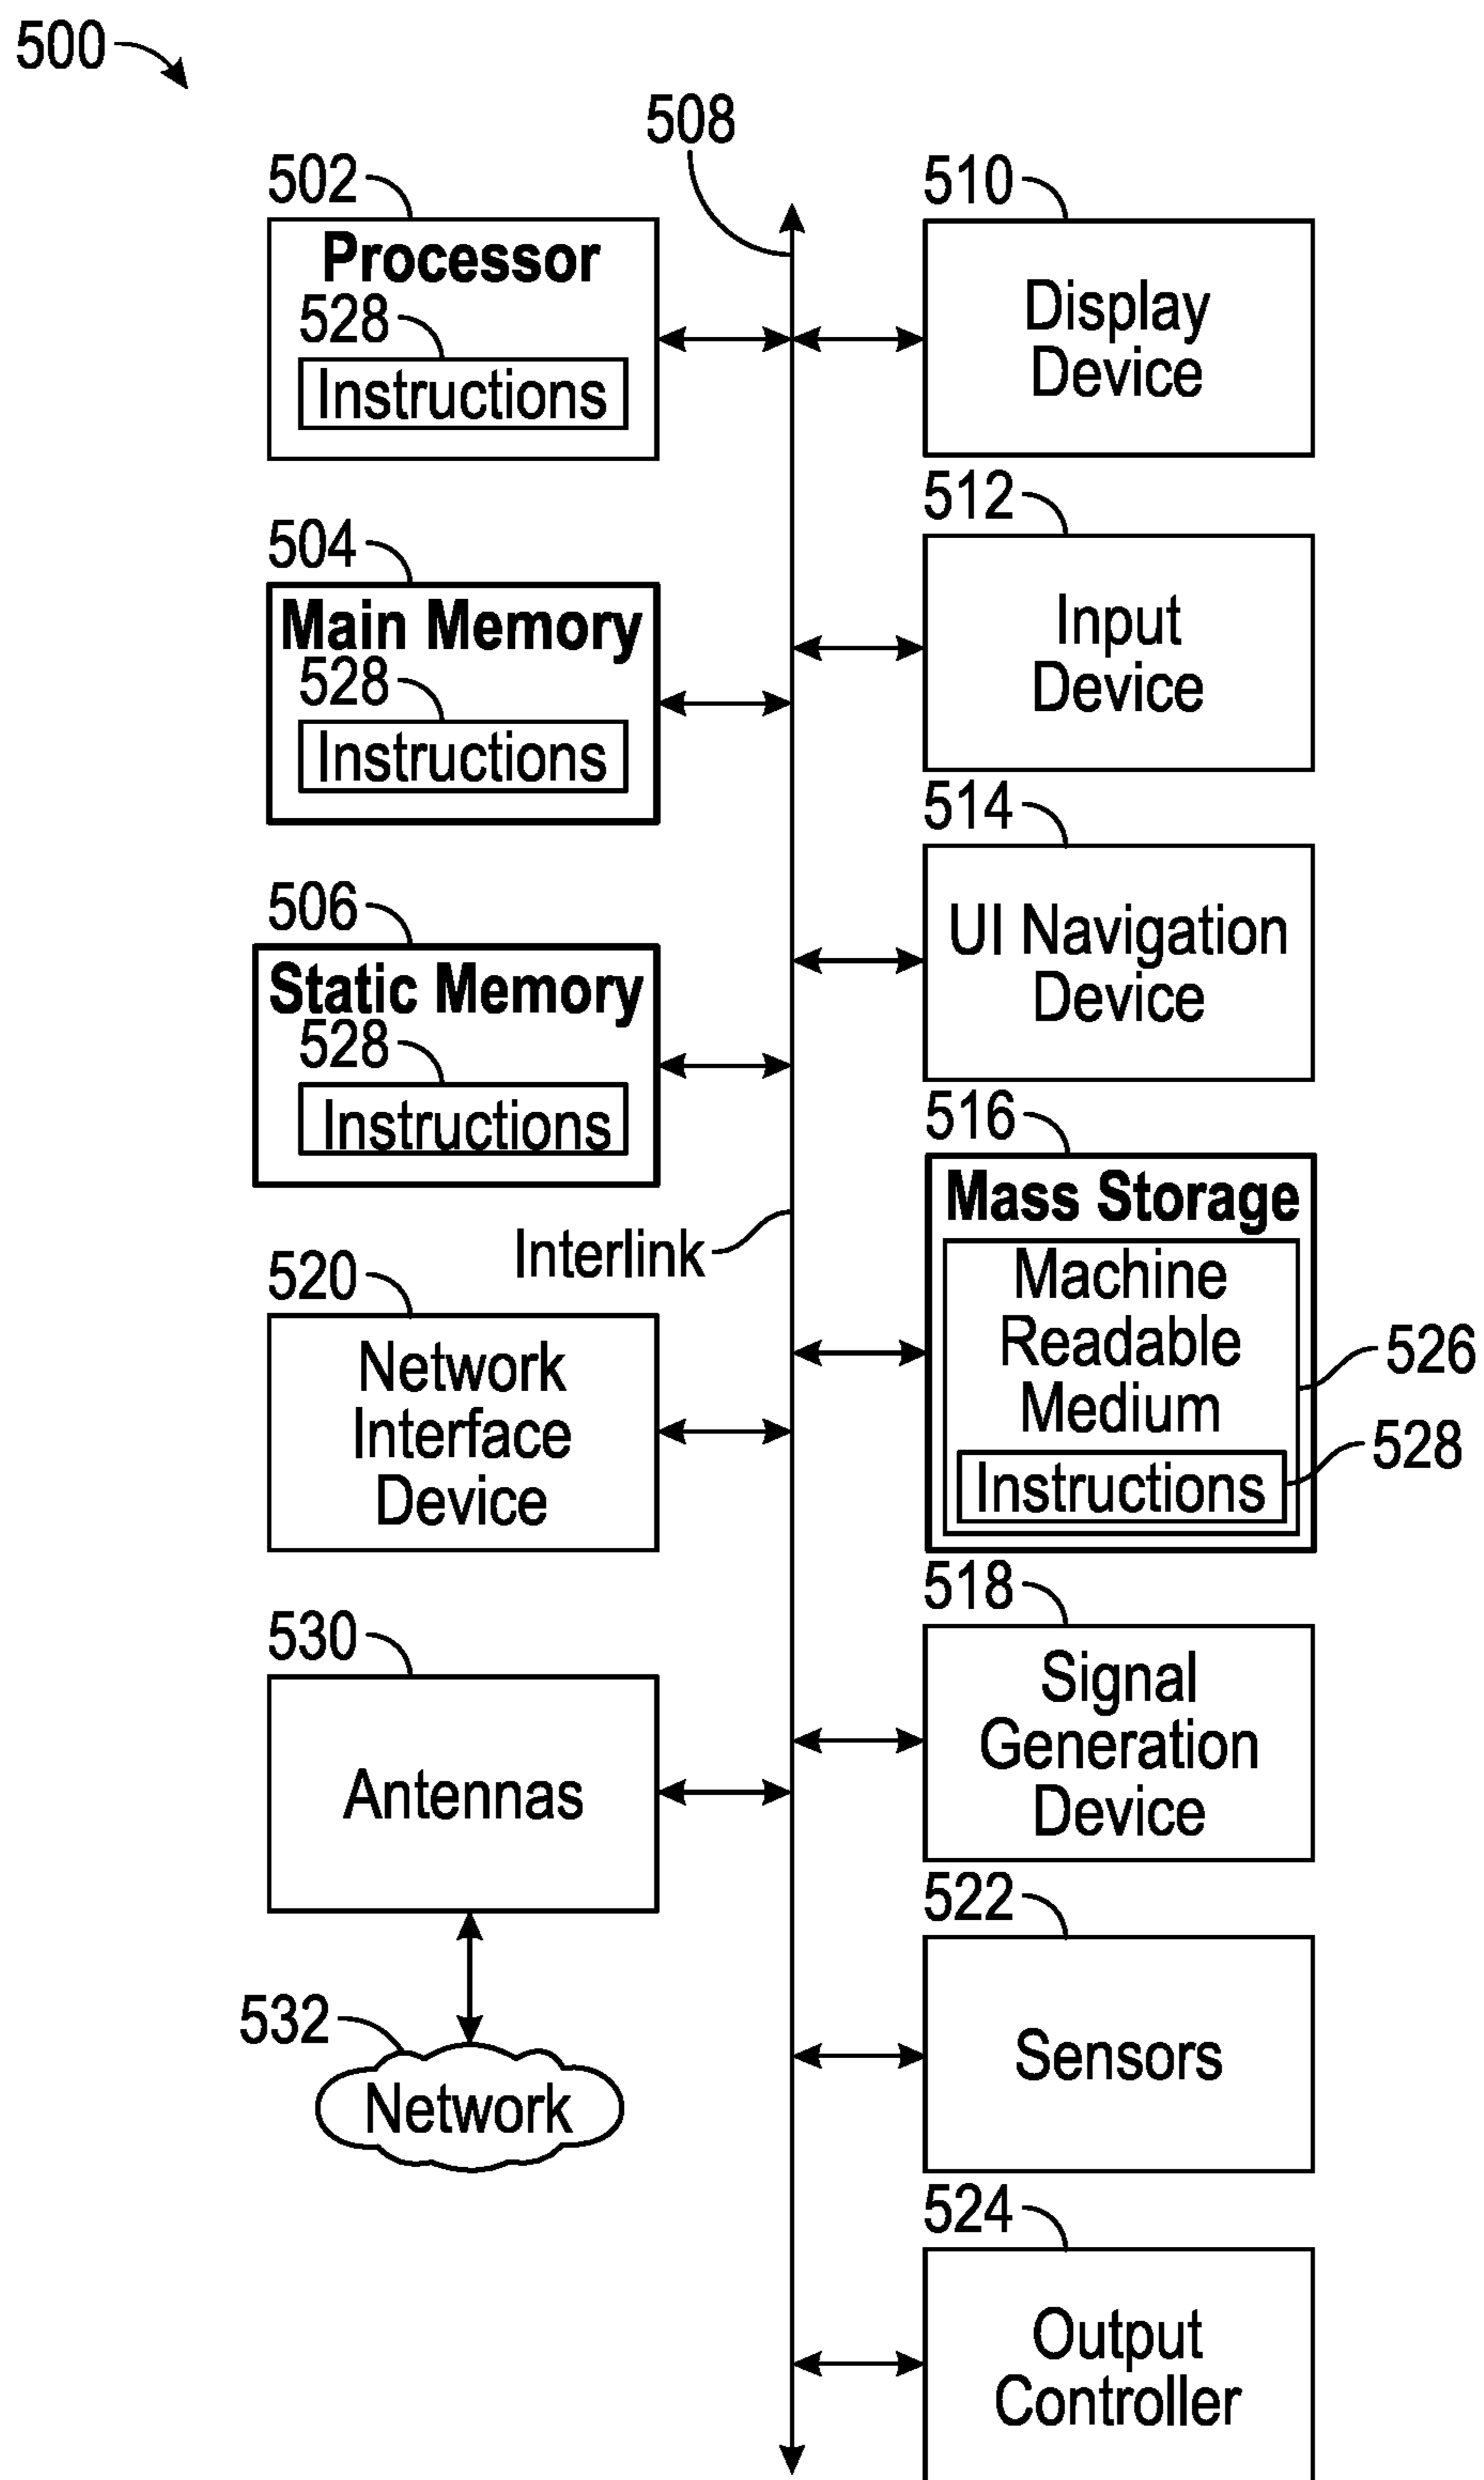 500
508
502
Processor
528
Instructions
504
Main Memory
528
Instructions
506
Static Memory
528
Instructions
Interlink
520
Network
Interface
Device
530
Antennas
532
Network
510
Display
Device
512
Input
Device
514
UI Navigation
Device
516
Mass Storage
Machine
Readable
Medium
526
Instructions
528
518
Signal
Generation
Device
522
Sensors
524
Output
Controller